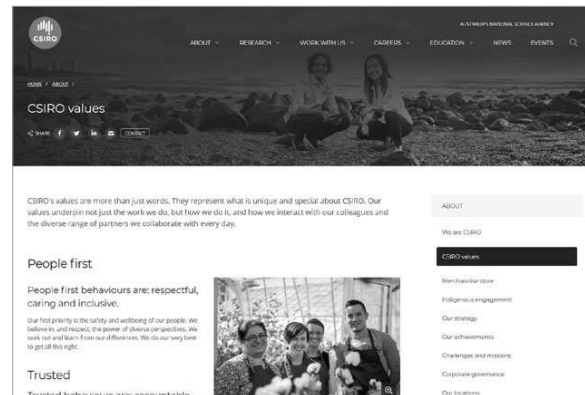 CSIRO
AUSTRALIA'S NATIONAL SCIENCE AGENCY
ABOUT RESEARCH WORK WITH US CAREERS EDUCATION NEWS EVENTS
HOME / ABOUT /
CSIRO values
SHARE CONTACT
CSIRO's values are more than just words. They represent what is unique and special about CSIRO. Our
values underpin not just the work we do, but how we do it, and how we interact with our colleagues and
the diverse range of partners we collaborate with every day.
People first
People first behaviours are: respectful,
caring and inclusive.
Our first priority is the safety and wellbeing of our people. We
believe in, and respect, the power of diverse perspectives. We
seek out and learn from our differences. We do our very best
to get all this right.
Trusted
Trusted behaviours are: accountable
ABOUT
We are CSIRO
CSIRO values
Merchandise store
Indigenous engagement
Our strategy
Our achievements
Challenges and missions
Corporate governance
Our locations